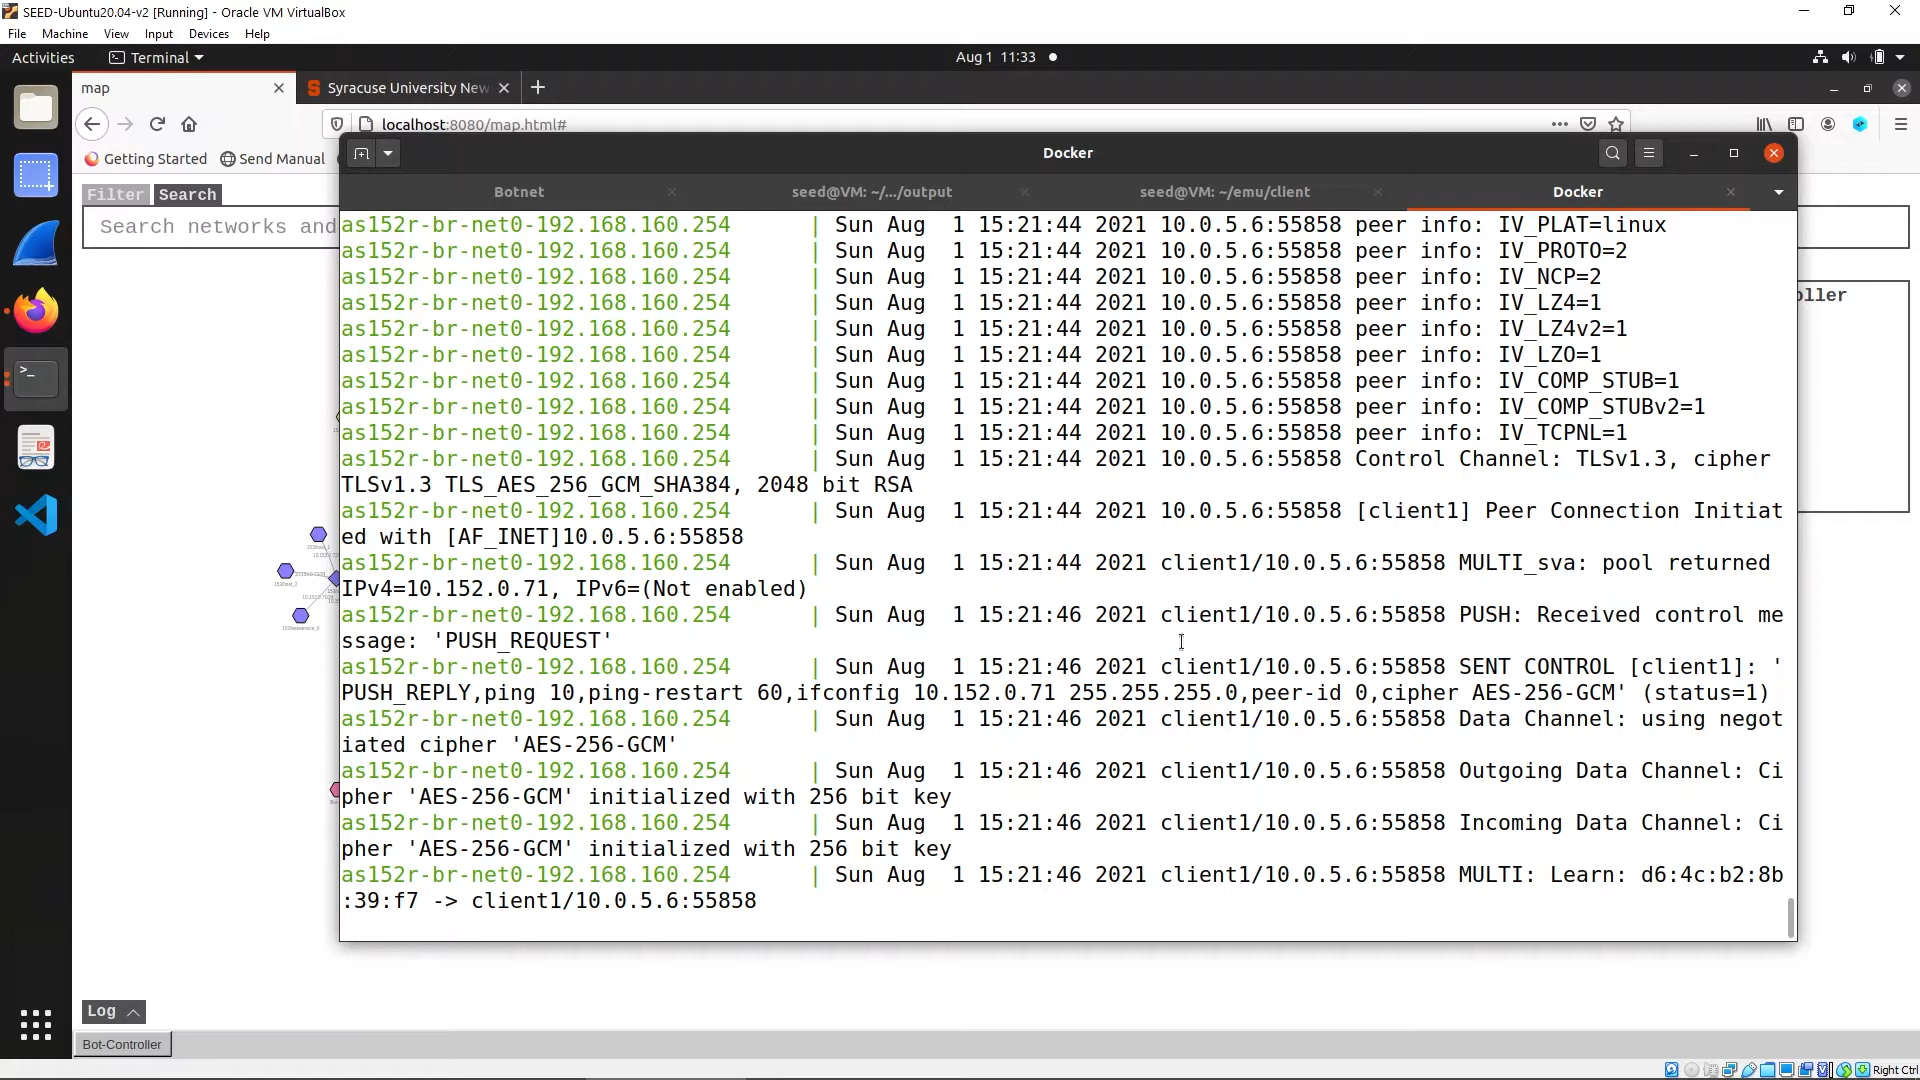 SEED-Ubuntu20.04-v2 [Running] - Oracle VM VirtualBox
File Machine View Input Devices Help
Activities Terminal Aug 1 11:33
map Syracuse University New
localhost:8080/map.html#
Getting Started Send Manual
Docker
Filter Search
Botnet seed@VM: ~/.../output seed@VM: ~/emu/client Docker
Search networks and
oller
as152r-br-net0-192.168.160.254 | Sun Aug  1 15:21:44 2021 10.0.5.6:55858 peer info: IV_PLAT=linux
as152r-br-net0-192.168.160.254 | Sun Aug  1 15:21:44 2021 10.0.5.6:55858 peer info: IV_PROTO=2
as152r-br-net0-192.168.160.254 | Sun Aug  1 15:21:44 2021 10.0.5.6:55858 peer info: IV_NCP=2
as152r-br-net0-192.168.160.254 | Sun Aug  1 15:21:44 2021 10.0.5.6:55858 peer info: IV_LZ4=1
as152r-br-net0-192.168.160.254 | Sun Aug  1 15:21:44 2021 10.0.5.6:55858 peer info: IV_LZ4v2=1
as152r-br-net0-192.168.160.254 | Sun Aug  1 15:21:44 2021 10.0.5.6:55858 peer info: IV_LZO=1
as152r-br-net0-192.168.160.254 | Sun Aug  1 15:21:44 2021 10.0.5.6:55858 peer info: IV_COMP_STUB=1
as152r-br-net0-192.168.160.254 | Sun Aug  1 15:21:44 2021 10.0.5.6:55858 peer info: IV_COMP_STUBv2=1
as152r-br-net0-192.168.160.254 | Sun Aug  1 15:21:44 2021 10.0.5.6:55858 peer info: IV_TCPNL=1
as152r-br-net0-192.168.160.254 | Sun Aug  1 15:21:44 2021 10.0.5.6:55858 Control Channel: TLSv1.3, cipher
TLSv1.3 TLS_AES_256_GCM_SHA384, 2048 bit RSA
as152r-br-net0-192.168.160.254 | Sun Aug  1 15:21:44 2021 10.0.5.6:55858 [client1] Peer Connection Initiat
ed with [AF_INET]10.0.5.6:55858
as152r-br-net0-192.168.160.254 | Sun Aug  1 15:21:44 2021 client1/10.0.5.6:55858 MULTI_sva: pool returned
IPv4=10.152.0.71, IPv6=(Not enabled)
as152r-br-net0-192.168.160.254 | Sun Aug  1 15:21:46 2021 client1/10.0.5.6:55858 PUSH: Received control me
ssage: 'PUSH_REQUEST'
as152r-br-net0-192.168.160.254 | Sun Aug  1 15:21:46 2021 client1/10.0.5.6:55858 SENT CONTROL [client1]: '
PUSH_REPLY,ping 10,ping-restart 60,ifconfig 10.152.0.71 255.255.255.0,peer-id 0,cipher AES-256-GCM' (status=1)
as152r-br-net0-192.168.160.254 | Sun Aug  1 15:21:46 2021 client1/10.0.5.6:55858 Data Channel: using negot
iated cipher 'AES-256-GCM'
as152r-br-net0-192.168.160.254 | Sun Aug  1 15:21:46 2021 client1/10.0.5.6:55858 Outgoing Data Channel: Ci
pher 'AES-256-GCM' initialized with 256 bit key
as152r-br-net0-192.168.160.254 | Sun Aug  1 15:21:46 2021 client1/10.0.5.6:55858 Incoming Data Channel: Ci
pher 'AES-256-GCM' initialized with 256 bit key
as152r-br-net0-192.168.160.254 | Sun Aug  1 15:21:46 2021 client1/10.0.5.6:55858 MULTI: Learn: d6:4c:b2:8b
:39:f7 -> client1/10.0.5.6:55858
Log
Bot-Controller
Right Ctrl